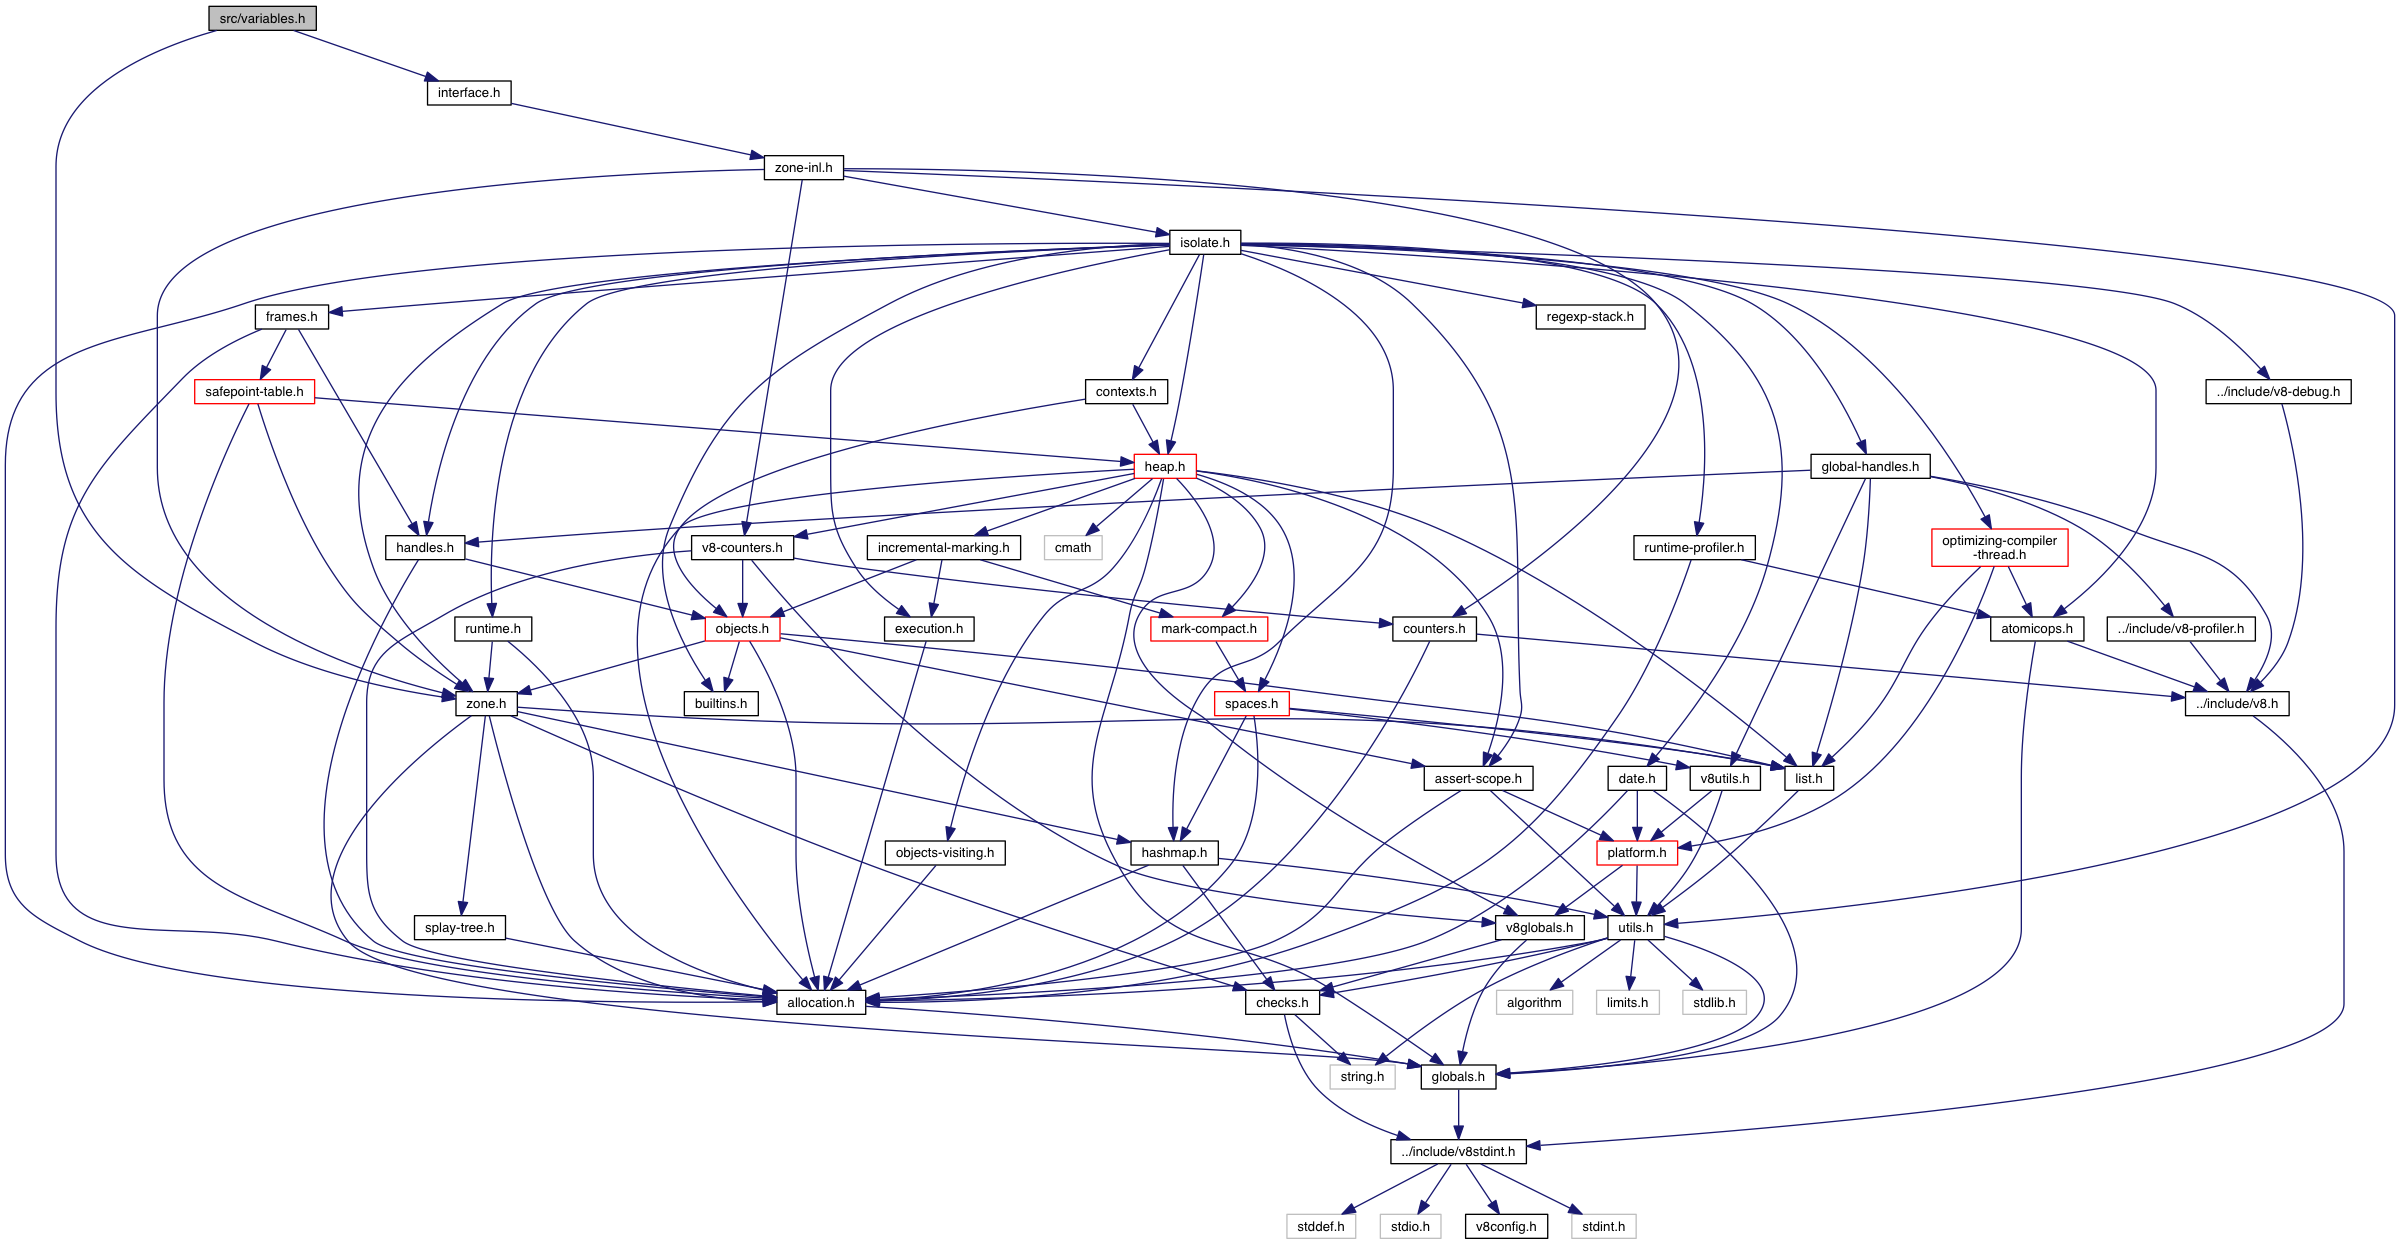 src/variables.h
interface.h
zone-inl.h
isolate.h
frames.h
regexp-stack.h
safepoint-table.h
contexts.h
../include/v8-debug.h
heap.h
global-handles.h
handles.h
v8-counters.h
incremental-marking.h
cmath
runtime-profiler.h
optimizing-compiler
-thread.h
runtime.h
objects.h
execution.h
mark-compact.h
counters.h
atomicops.h
../include/v8-profiler.h
zone.h
builtins.h
spaces.h
../include/v8.h
assert-scope.h
date.h
v8utils.h
list.h
objects-visiting.h
hashmap.h
platform.h
splay-tree.h
v8globals.h
utils.h
allocation.h
checks.h
algorithm
limits.h
stdlib.h
string.h
globals.h
../include/v8stdint.h
stddef.h
stdio.h
v8config.h
stdint.h